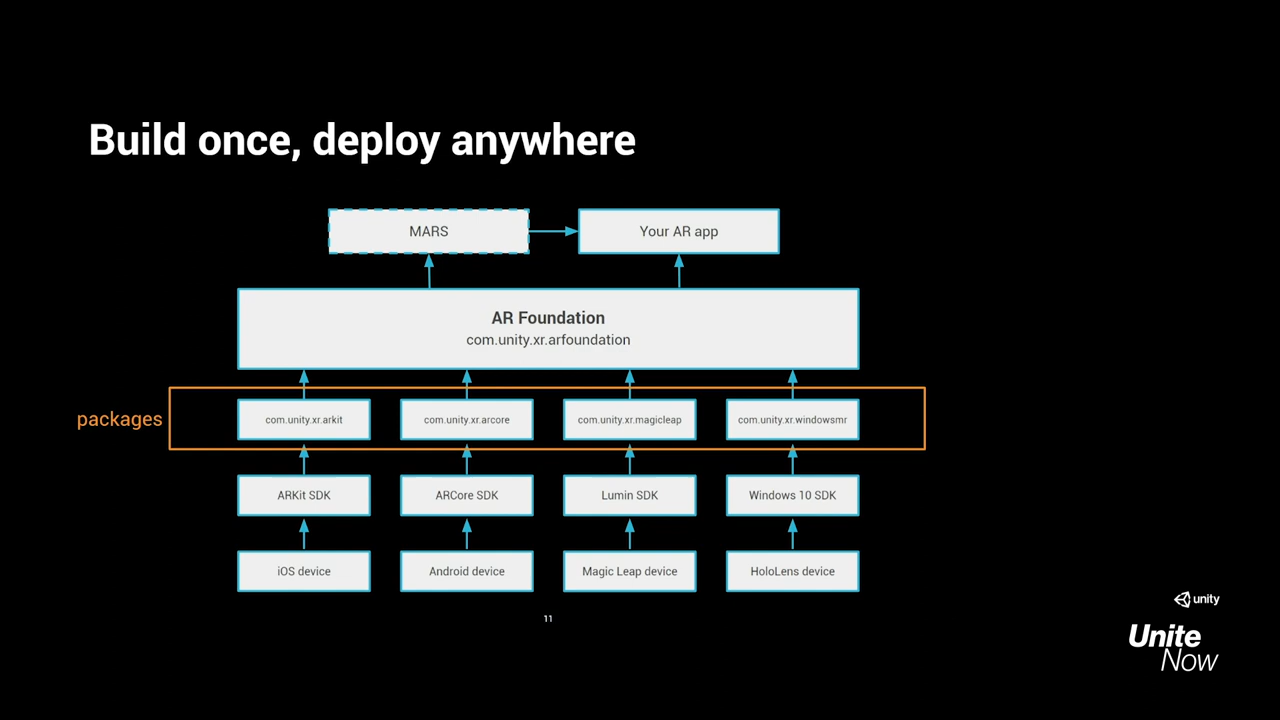 Build once, deploy anywhere
MARS
Your AR app
AR Foundation
com.unity.xr.arfoundation
packages
com.unity.xr.arkit
com.unity.xr.arcore
com.unity.xr.magicleap
com.unity.xr.windowsmr
ARKit SDK
ARCore SDK
Lumin SDK
Windows 10 SDK
iOS device
Android device
Magic Leap device
HoloLens device
11
unity
Unite
Now